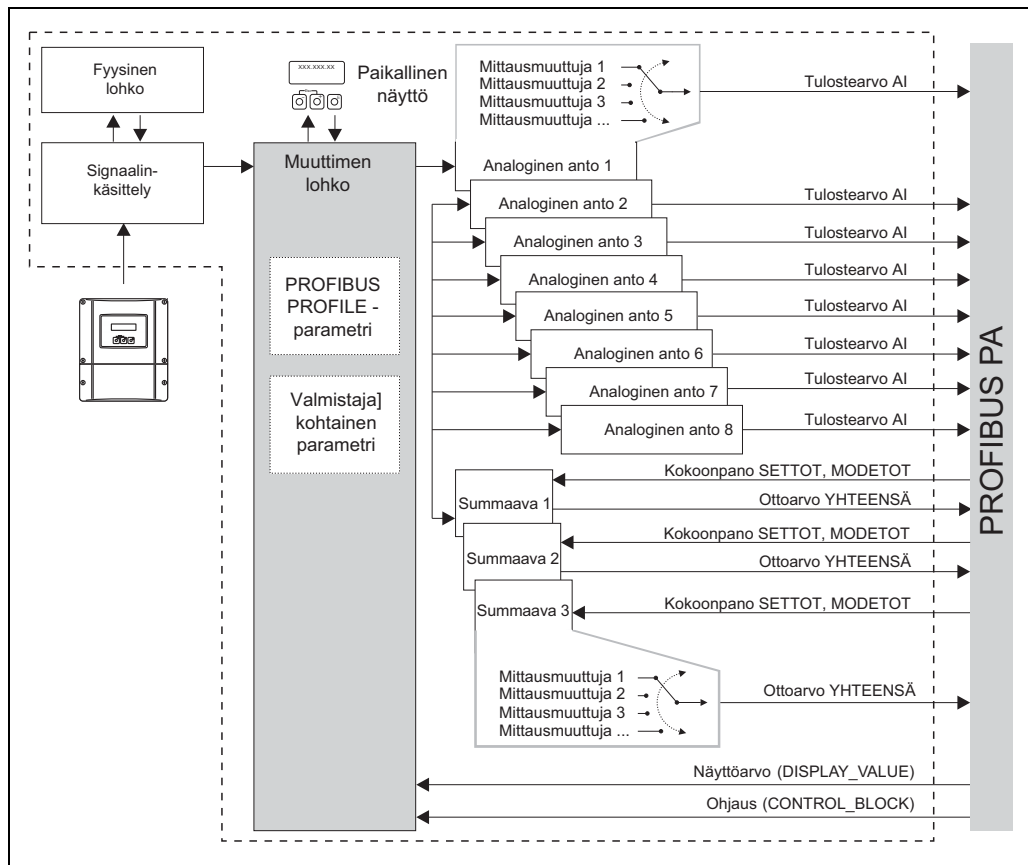 Fyysinen
lohko
Signaalin-
käsittely
xxx.xxx.xx
Paikallinen
näyttö
Muuttimen
lohko
PROFIBUS
PROFILE -
parametri
Valmistaja]
kohtainen
parametri
Mittausmuuttuja 1
Mittausmuuttuja 2
Mittausmuuttuja 3
Mittausmuuttuja ...
Tulostearvo AI
Analoginen anto 1
Analoginen anto 2
Tulostearvo AI
Analoginen anto 3
Tulostearvo AI
Analoginen anto 4
Tulostearvo AI
Analoginen anto 5
Tulostearvo AI
Analoginen anto 6
Tulostearvo AI
Analoginen anto 7
Tulostearvo AI
Analoginen anto 8
Tulostearvo AI
Kokoonpano SETTOT, MODETOT
Summaava 1
Ottoarvo YHTEENSÄ
Kokoonpano SETTOT, MODETOT
Summaava 2
Ottoarvo YHTEENSÄ
Kokoonpano SETTOT, MODETOT
Summaava 3
Mittausmuuttuja 1
Mittausmuuttuja 2
Mittausmuuttuja 3
Mittausmuuttuja ...
Ottoarvo YHTEENSÄ
Näyttöarvo (DISPLAY_VALUE)
Ohjaus (CONTROL_BLOCK)
PROFIBUS PA